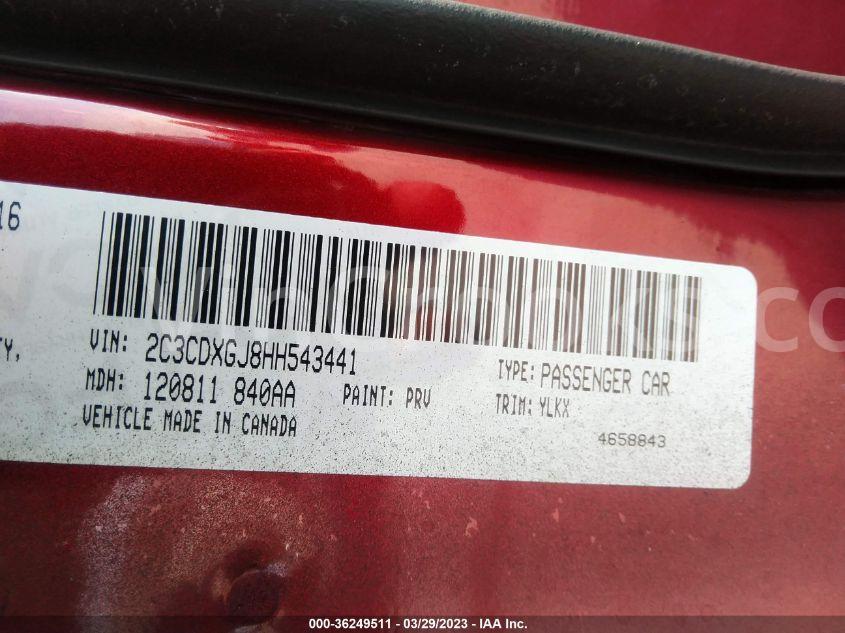 16
TY,
VIN: 2C3CDXGJ8HH543441
TYPE: PASSENGER CAR
MDH: 120811 840AA
PAINT: PRV
TRIM: YLKX
VEHICLE MADE IN CANADA
4658843
000-36249511 - 03/29/2023 - IAA Inc.